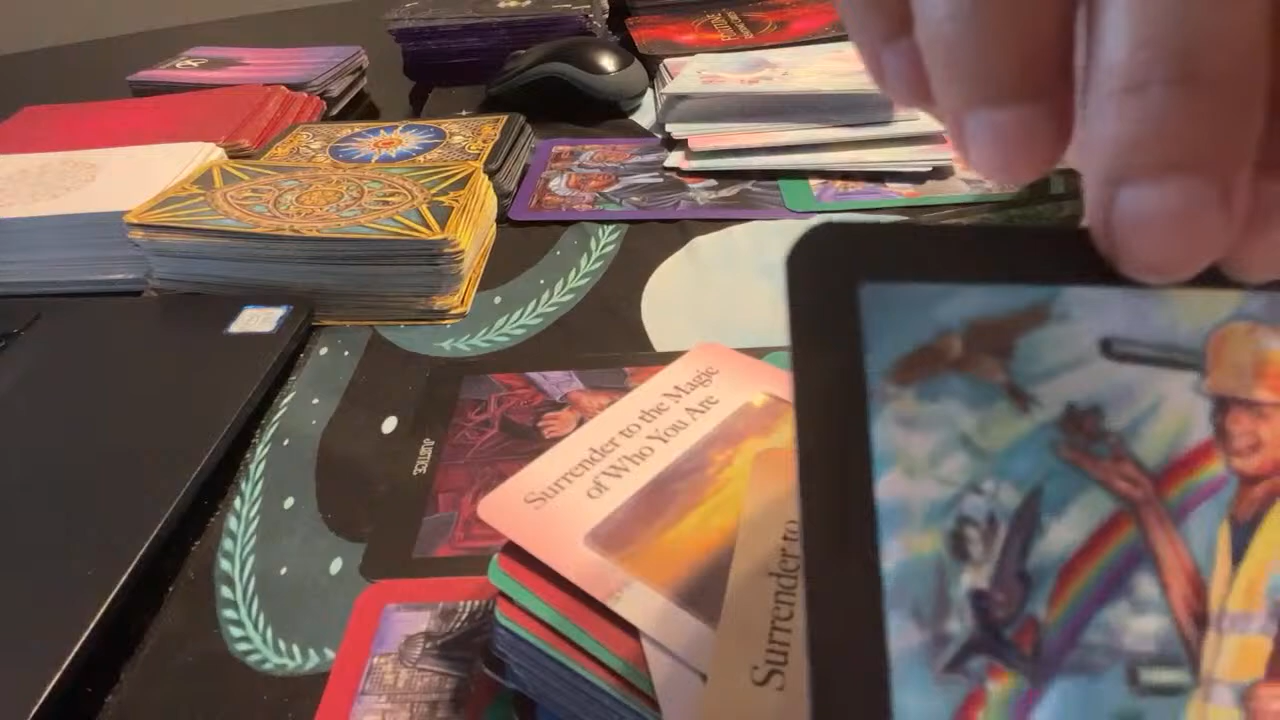 JUSTICE
Surrender to the Magic
of Who You Are
Surrender to